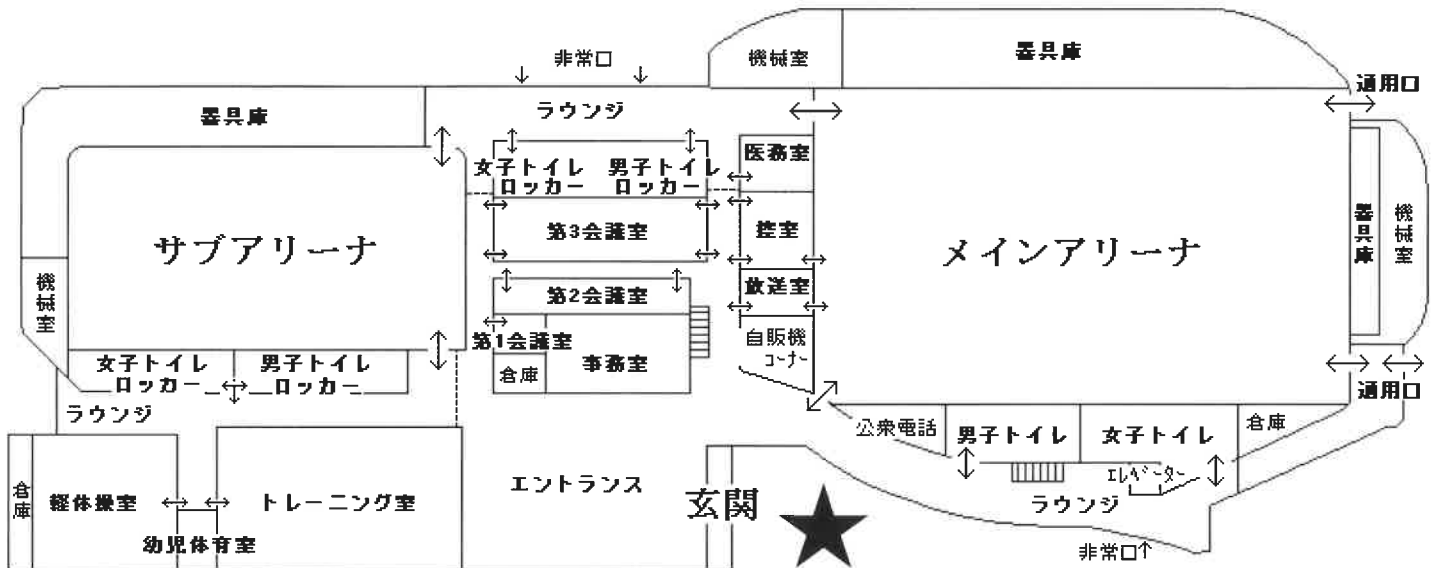 非常口
機械室
器具庫
通用口
器具庫
ラウンジ
医務室
女子トイレ
ロッカー
男子トイレ
ロッカー
サブアリーナ
第3会議室
控室
メインアリーナ
器具庫
機械室
機械室
第2会議室
放送室
第1会議室
倉庫
事務室
自販機
コーナー
女子トイレ
ロッカー
男子トイレ
ロッカー
通用口
ラウンジ
公衆電話
男子トイレ
女子トイレ
倉庫
エレベーター
倉庫
軽体操室
トレーニング室
エントランス
玄関
ラウンジ
幼児体育室
非常口